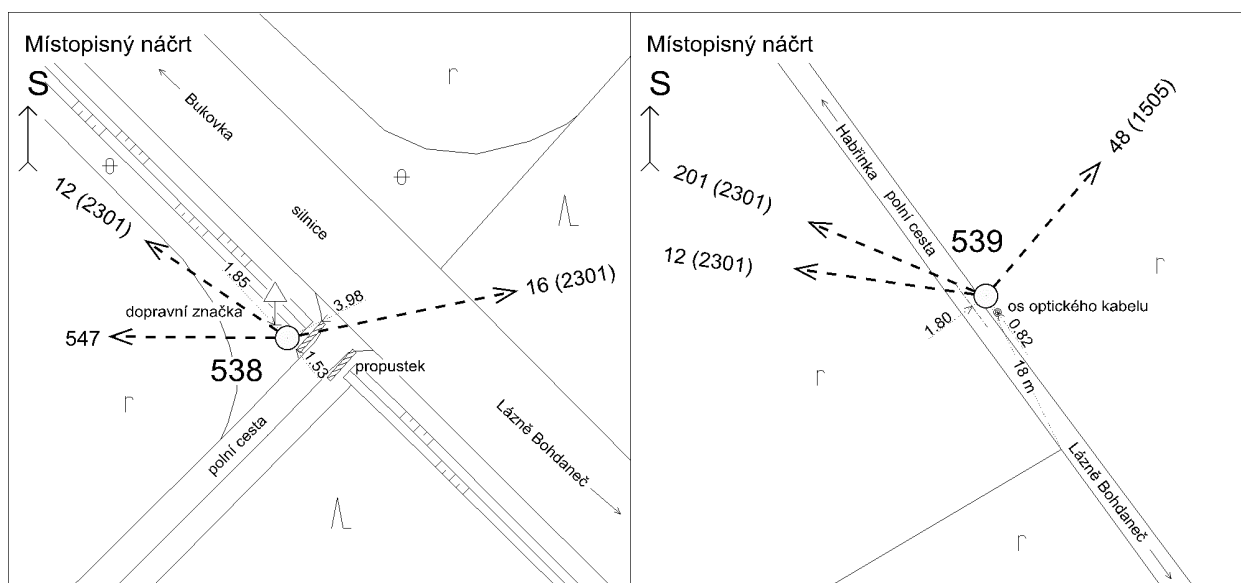 Místopisný náčrt
S
Bukovka
r
12 (2301)
silnice
1.85
3.98
16 (2301)
dopravní značka
547
538
1.53
propustek
r
polní cesta
Lázně Bohdaneč
Místopisný náčrt
S
48 (1505)
Habřinka
polní cesta
201 (2301)
539
12 (2301)
r
os optického kabelu
1.80
0.82
18 m
r
Lázně Bohdaneč
r